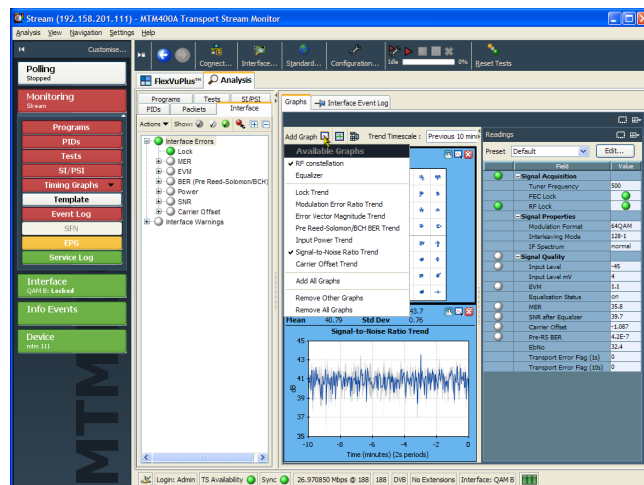 Stream (192.158.201.111) - MTM400A Transport Stream Monitor
Analysis View Navigation Settings Help
Customise...
Connect... Interface... Standard... Configuration... Idle 0% Reset Tests
Polling
Stopped
FlexVuPlus™ Analysis
Monitoring
Stream
Programs
PIDs
Tests
SI/PSI
Timing Graphs
Template
Event Log
SFN
EPG
Service Log
Interface
QAM B: Locked
Info Events
Device
mtm 111
MTM
Programs Tests SI/PSI
PIDs Packets Interface
Actions Show:
Interface Errors
Lock
MER
EVM
BER (Pre Reed-Solomon/BCH)
Power
SNR
Carrier Offset
Interface Warnings
Graphs Interface Event Log
Add Graph Trend Timescale : Previous 10 min
Available Graphs
RF constellation
Equalizer
Lock Trend
Modulation Error Ratio Trend
Error Vector Magnitude Trend
Pre Reed-Solomon/BCH BER Trend
Input Power Trend
Signal-to-Noise Ratio Trend
Carrier Offset Trend
Add All Graphs
Remove Other Graphs
Remove All Graphs
43.7
Mean 40.79 Std Dev 0.76
Signal-to-Noise Ratio Trend
45
43
41
39
37
35
dB
-10 -8 -6 -4 -2 0
Time (minutes) (2s periods)
Readings
Preset Default Edit...
Field Value
Signal Acquisition
Tuner Frequency 500
FEC Lock
RF Lock
Signal Properties
Modulation Format 64QAM
Interleaving Mode 128-1
IF Spectrum normal
Signal Quality
Input Level -45
Input Level mV 4
EVM 1.1
Equalization Status on
MER 35.8
SNR after Equalizer 39.7
Carrier Offset -1.087
Pre-RS BER 4.2E-7
EbNo 32.4
Transport Error Flag (1s) 0
Transport Error Flag (10s) 0
Login: Admin TS Availability Sync 26.970850 Mbps @ 188 188 DVB No Extensions Interface: QAM B